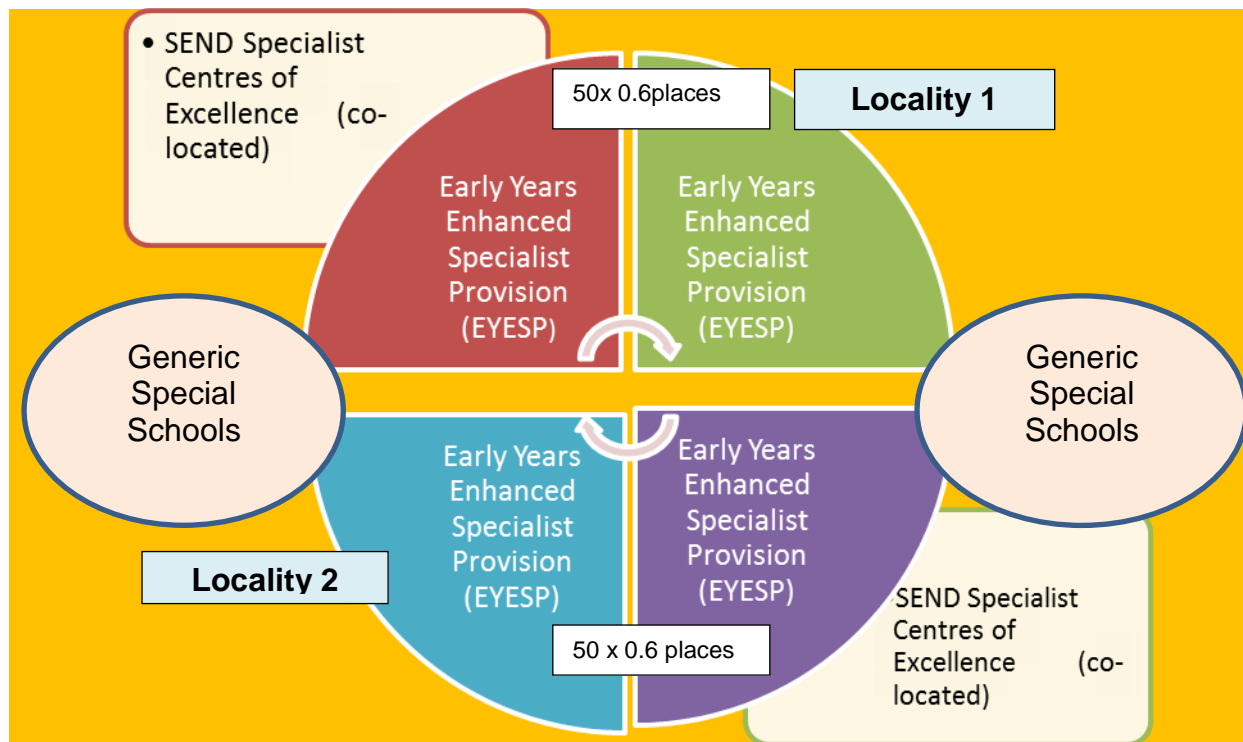 • SEND Specialist
Centres of
Excellence (co-
located)
50x 0.6places
Locality 1
Early Years
Enhanced
Specialist
Provision
(EYESP)
Early Years
Enhanced
Specialist
Provision
(EYESP)
Generic
Special
Schools
Generic
Special
Schools
Early Years
Enhanced
Specialist
Provision
(EYESP)
Early Years
Enhanced
Specialist
Provision
(EYESP)
Locality 2
50 x 0.6 places
SEND Specialist
Centres of
Excellence (co-
located)